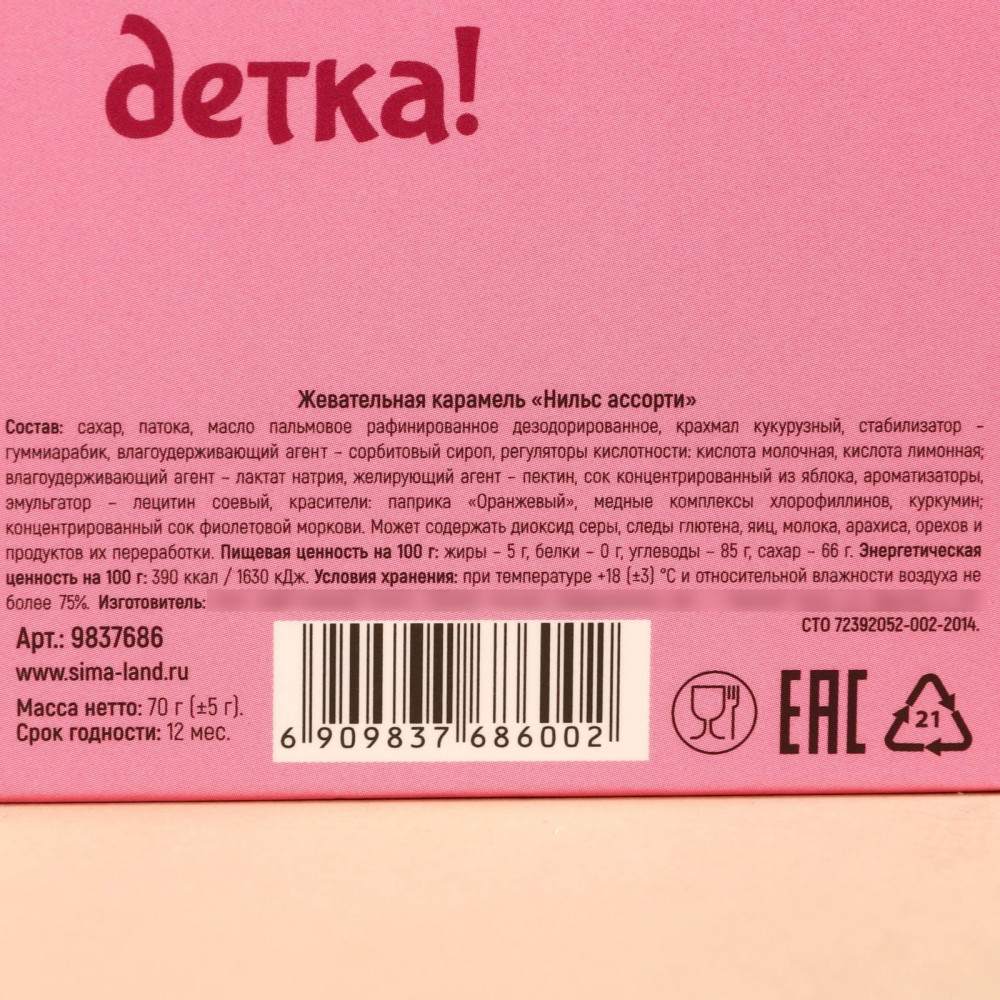 детка!
Жевательная карамель «Нильс ассорти»
Состав: сахар, патока, масло пальмовое рафинированное дезодорированное, крахмал кукурузный, стабилизатор –
гуммиарабик, влагоудерживающий агент – сорбитовый сироп, регуляторы кислотности: кислота молочная, кислота лимонная;
влагоудерживающий агент – лактат натрия, желирующий агент – пектин, сок концентрированный из яблока, ароматизаторы,
эмульгатор – лецитин соевый, красители: паприка «Оранжевый», медные комплексы хлорофиллинов, куркумин;
концентрированный сок фиолетовой моркови. Может содержать диоксид серы, следы глютена, яиц, молока, арахиса, орехов и
продуктов их переработки. Пищевая ценность на 100 г: жиры – 5 г, белки – 0 г, углеводы – 85 г, сахар – 66 г. Энергетическая
ценность на 100 г: 390 ккал / 1630 кДж. Условия хранения: при температуре +18 (±3) °С и относительной влажности воздуха не
более 75%. Изготовитель:
СТО 72392052-002-2014.
Арт.: 9837686
www.sima-land.ru
Масса нетто: 70 г (±5 г).
Срок годности: 12 мес.
6 909837 686002
EAC
21